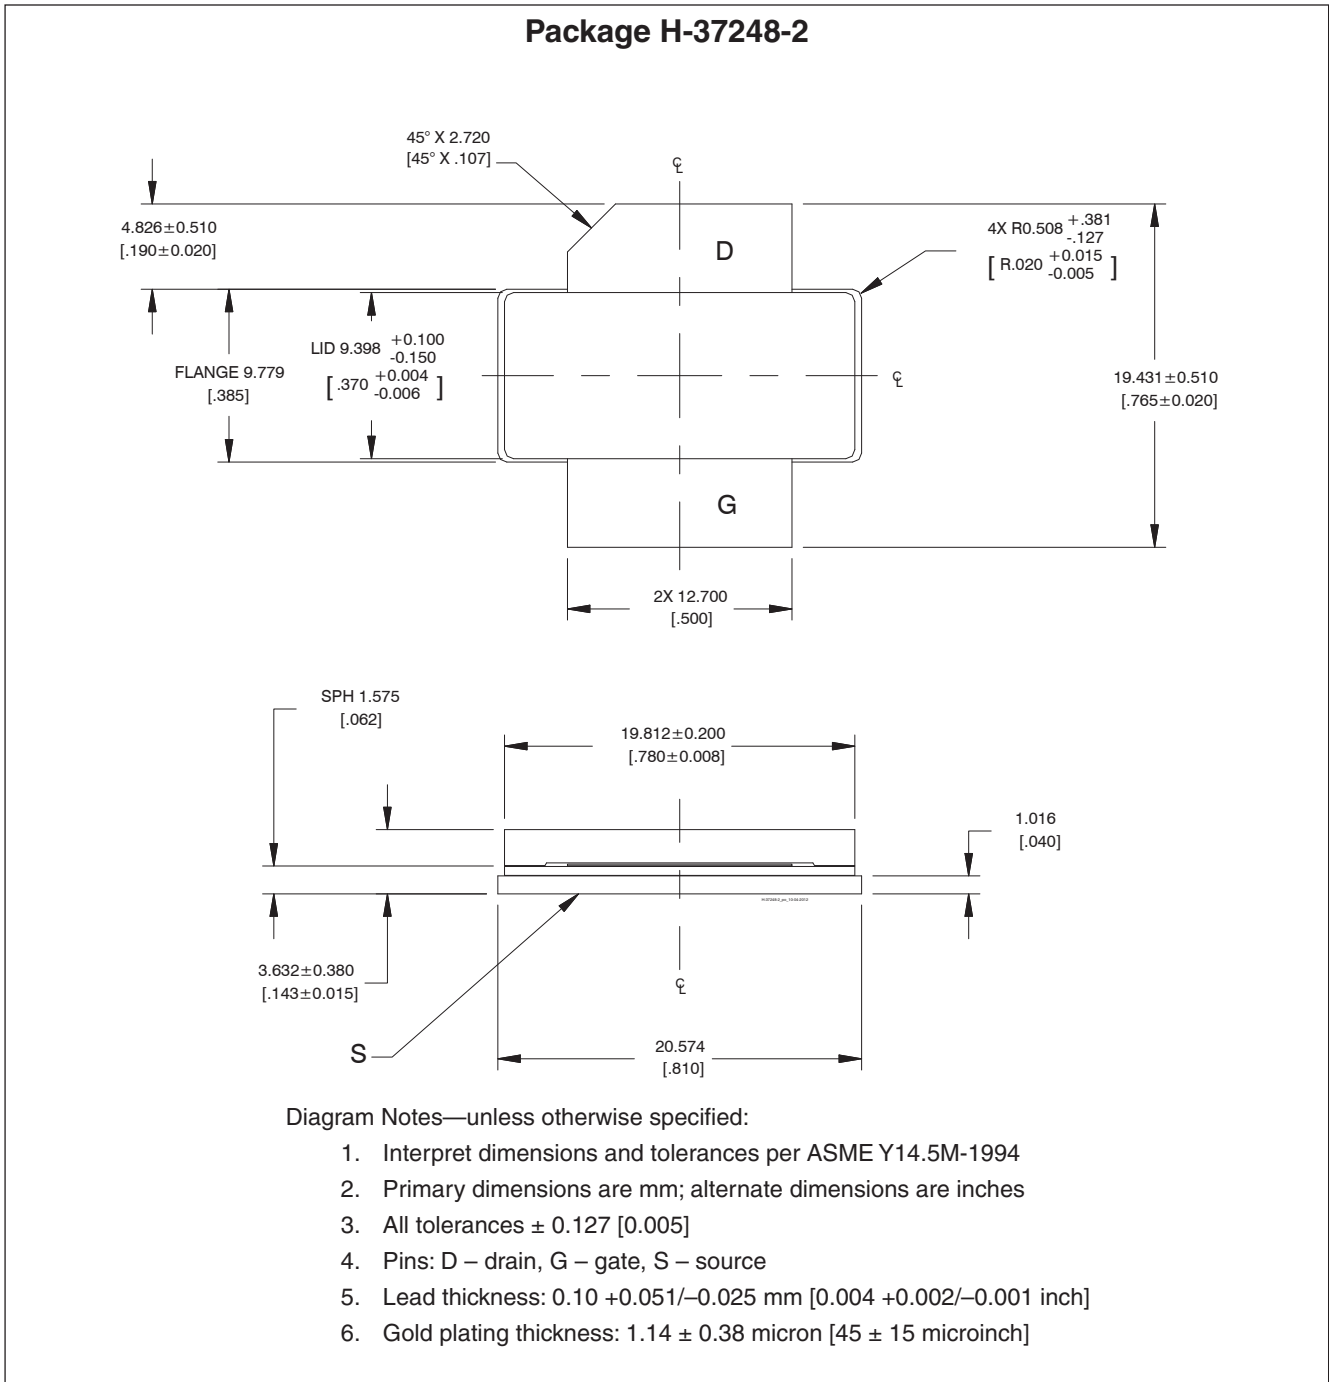 Package H-37248-2
45° X 2.720
[45° X .107]
℄
4.826±0.510
[.190±0.020]
D
4X R0.508 +.381
-.127
[ R.020 +0.015 ]
-0.005
LID 9.398 +0.100
-0.150
[ .370 +0.004 ]
-0.006
FLANGE 9.779
[.385]
℄
19.431±0.510
[.765±0.020]
G
2X 12.700
[.500]
SPH 1.575
[.062]
19.812±0.200
[.780±0.008]
1.016
[.040]
3.632±0.380
[.143±0.015]
℄
S
20.574
[.810]
Diagram Notes—unless otherwise specified:
1. Interpret dimensions and tolerances per ASME Y14.5M-1994
2. Primary dimensions are mm; alternate dimensions are inches
3. All tolerances ± 0.127 [0.005]
4. Pins: D – drain, G – gate, S – source
5. Lead thickness: 0.10 +0.051/–0.025 mm [0.004 +0.002/–0.001 inch]
6. Gold plating thickness: 1.14 ± 0.38 micron [45 ± 15 microinch]